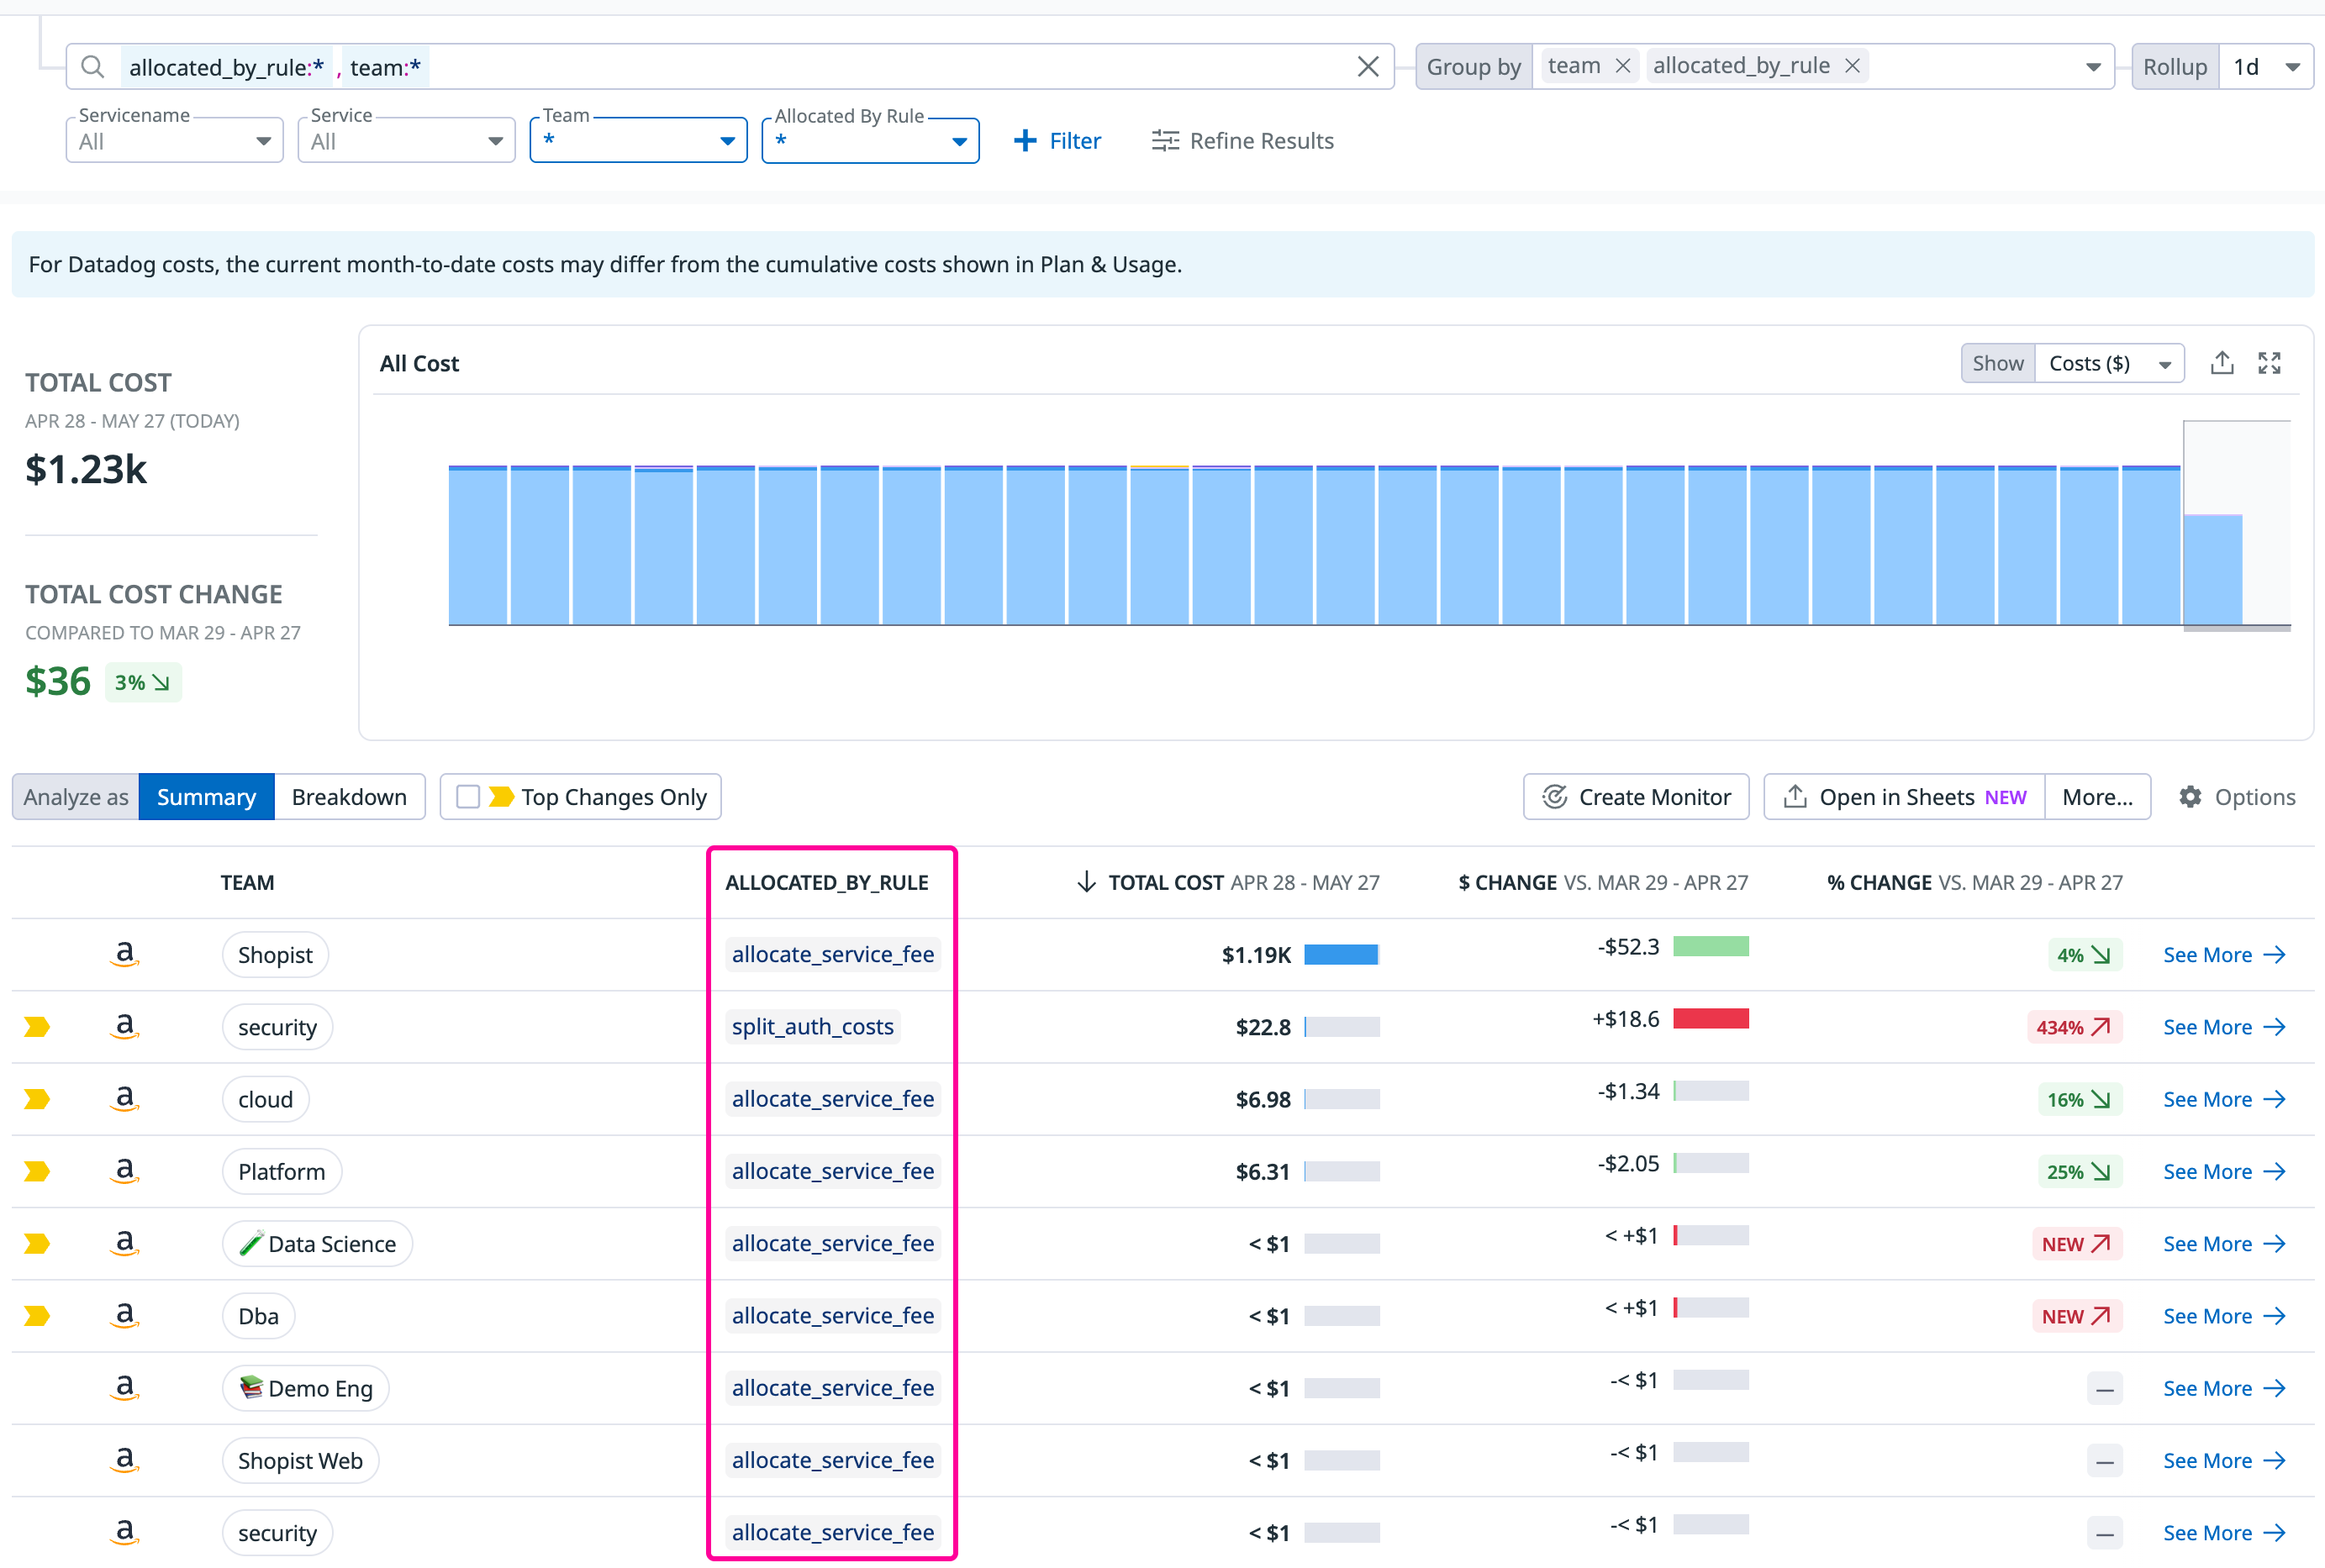 allocated_by_rule:* , team:*
Group by team allocated_by_rule
Rollup 1d
Servicename Service Team Allocated By Rule
All All * * Filter Refine Results
For Datadog costs, the current month-to-date costs may differ from the cumulative costs shown in Plan & Usage.
TOTAL COST
APR 28 - MAY 27 (TODAY)
$1.23k
TOTAL COST CHANGE
COMPARED TO MAR 29 - APR 27
$36 3%
All Cost Show Costs ($)
Analyze as Summary Breakdown Top Changes Only Create Monitor Open in Sheets NEW More... Options
TEAM ALLOCATED_BY_RULE TOTAL COST APR 28 - MAY 27 $ CHANGE VS. MAR 29 - APR 27 % CHANGE VS. MAR 29 - APR 27
a Shopist allocate_service_fee $1.19K -$52.3 4% See More
a security split_auth_costs $22.8 +$18.6 434% See More
a cloud allocate_service_fee $6.98 -$1.34 16% See More
a Platform allocate_service_fee $6.31 -$2.05 25% See More
a Data Science allocate_service_fee < $1 < +$1 NEW See More
a Dba allocate_service_fee < $1 < +$1 NEW See More
a Demo Eng allocate_service_fee < $1 -< $1 — See More
a Shopist Web allocate_service_fee < $1 -< $1 — See More
a security allocate_service_fee < $1 -< $1 — See More